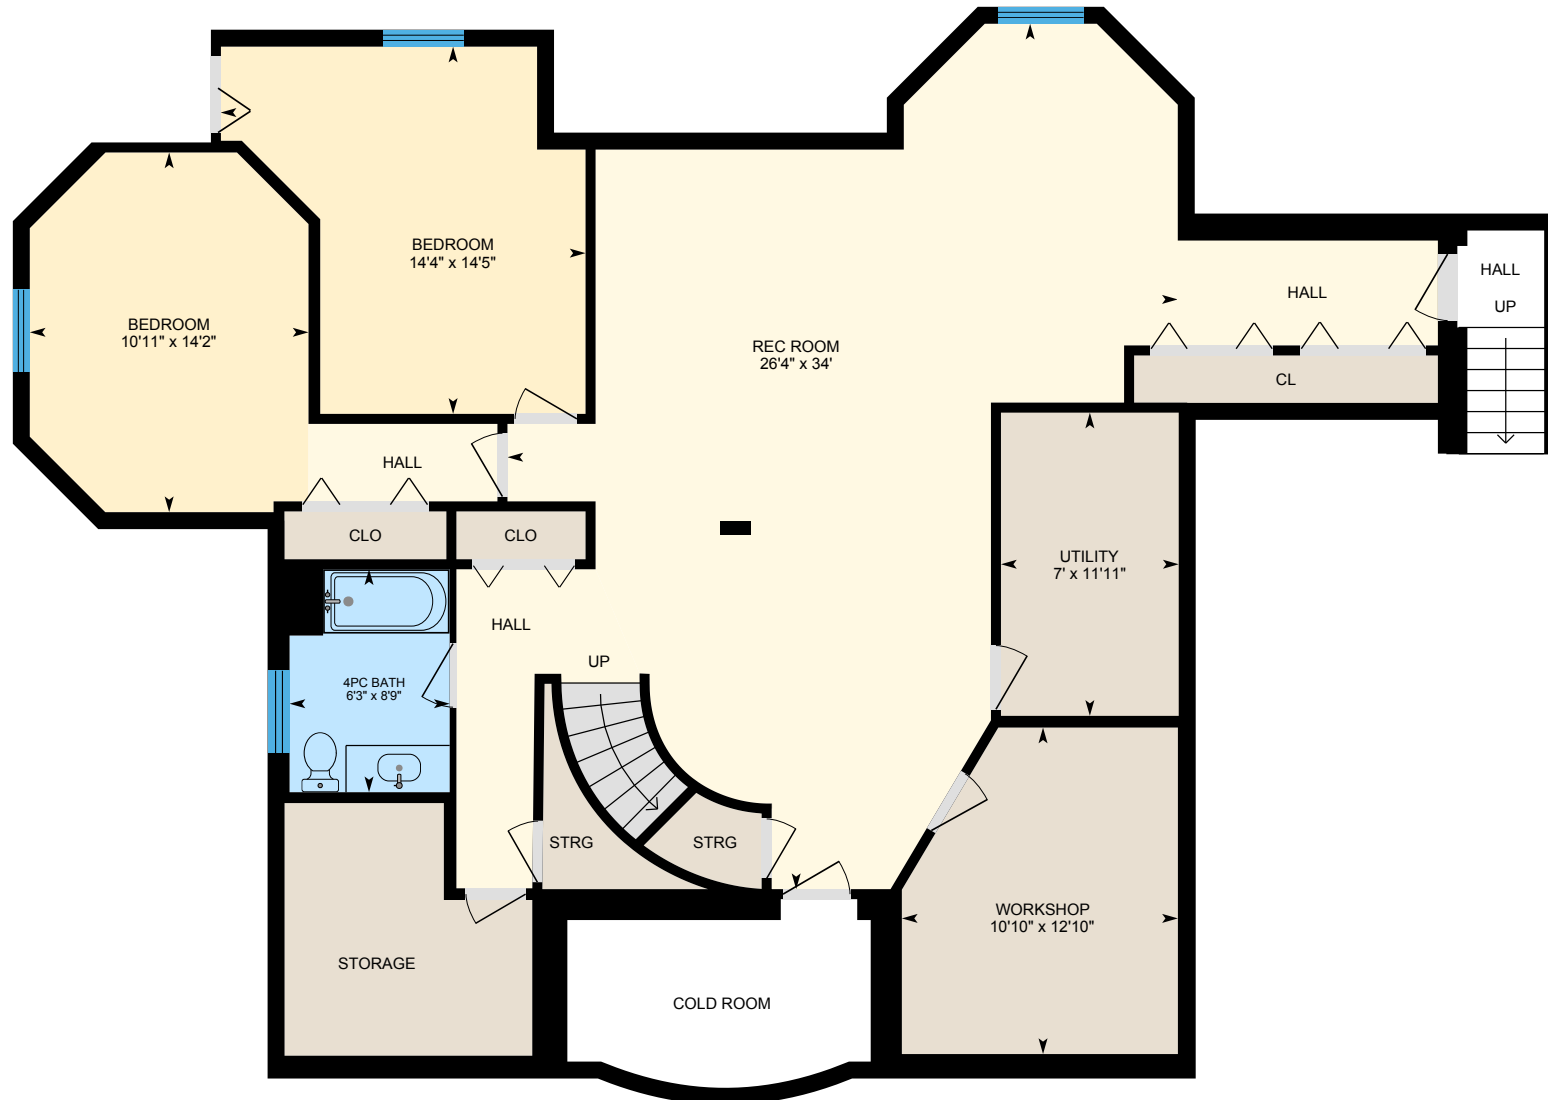 BEDROOM
14'4" x 14'5"
BEDROOM
10'11" x 14'2"
HALL
UP
HALL
REC ROOM
26'4" x 34'
CL
HALL
CLO
CLO
UTILITY
7' x 11'11"
HALL
UP
4PC BATH
6'3" x 8'9"
STRG
STRG
WORKSHOP
10'10" x 12'10"
STORAGE
COLD ROOM